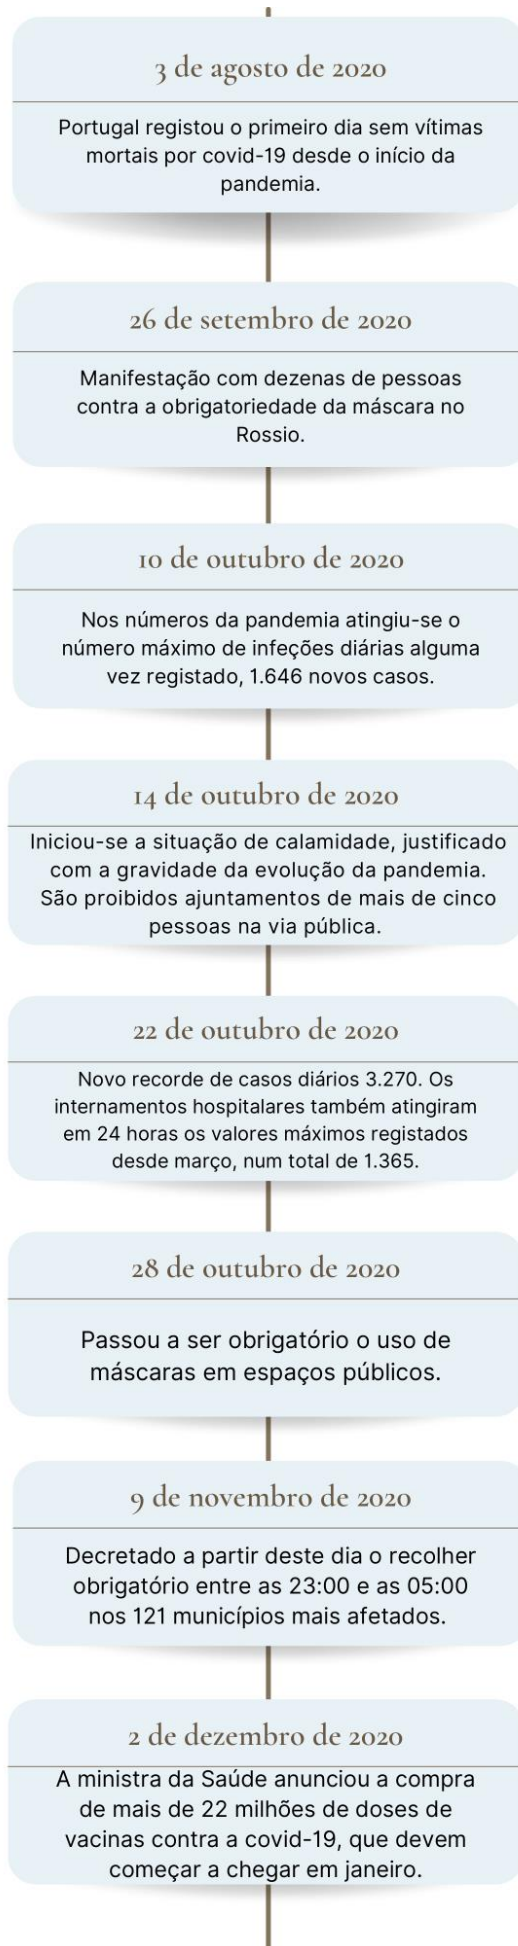 3 de agosto de 2020
Portugal registou o primeiro dia sem vítimas
mortais por covid-19 desde o início da
pandemia.
26 de setembro de 2020
Manifestação com dezenas de pessoas
contra a obrigatoriedade da máscara no
Rossio.
10 de outubro de 2020
Nos números da pandemia atingiu-se o
número máximo de infeções diárias alguma
vez registado, 1.646 novos casos.
14 de outubro de 2020
Iniciou-se a situação de calamidade, justificado
com a gravidade da evolução da pandemia.
São proibidos ajuntamentos de mais de cinco
pessoas na via pública.
22 de outubro de 2020
Novo recorde de casos diários 3.270. Os
internamentos hospitalares também atingiram
em 24 horas os valores máximos registados
desde março, num total de 1.365.
28 de outubro de 2020
Passou a ser obrigatório o uso de
máscaras em espaços públicos.
9 de novembro de 2020
Decretado a partir deste dia o recolher
obrigatório entre as 23:00 e as 05:00
nos 121 municípios mais afetados.
2 de dezembro de 2020
A ministra da Saúde anunciou a compra
de mais de 22 milhões de doses de
vacinas contra a covid-19, que devem
começar a chegar em janeiro.